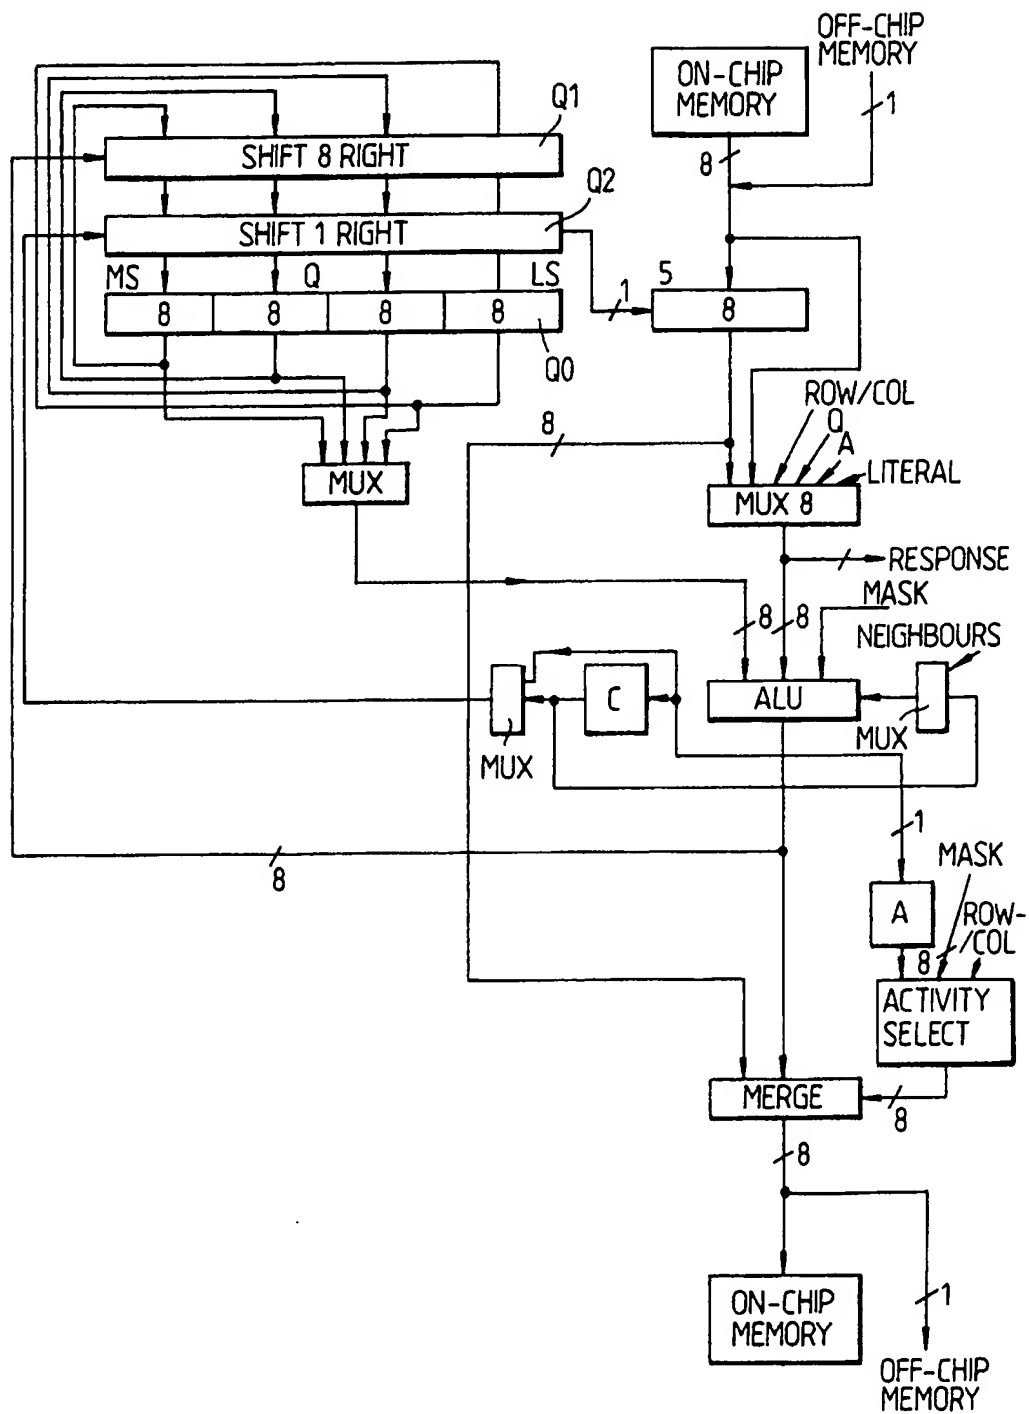 OFF-CHIP
MEMORY
ON-CHIP
MEMORY
1
8
Q1
SHIFT 8 RIGHT
Q2
SHIFT 1 RIGHT
MS
Q
LS
8
8
8
8
Q0
1
5
8
8
ROW/COL
Q
A
LITERAL
MUX
MUX 8
RESPONSE
MASK
8
8
NEIGHBOURS
C
ALU
MUX
MUX
1
8
MASK
A
ROW-
/COL
8
ACTIVITY
SELECT
MERGE
8
8
ON-CHIP
MEMORY
1
OFF-CHIP
MEMORY